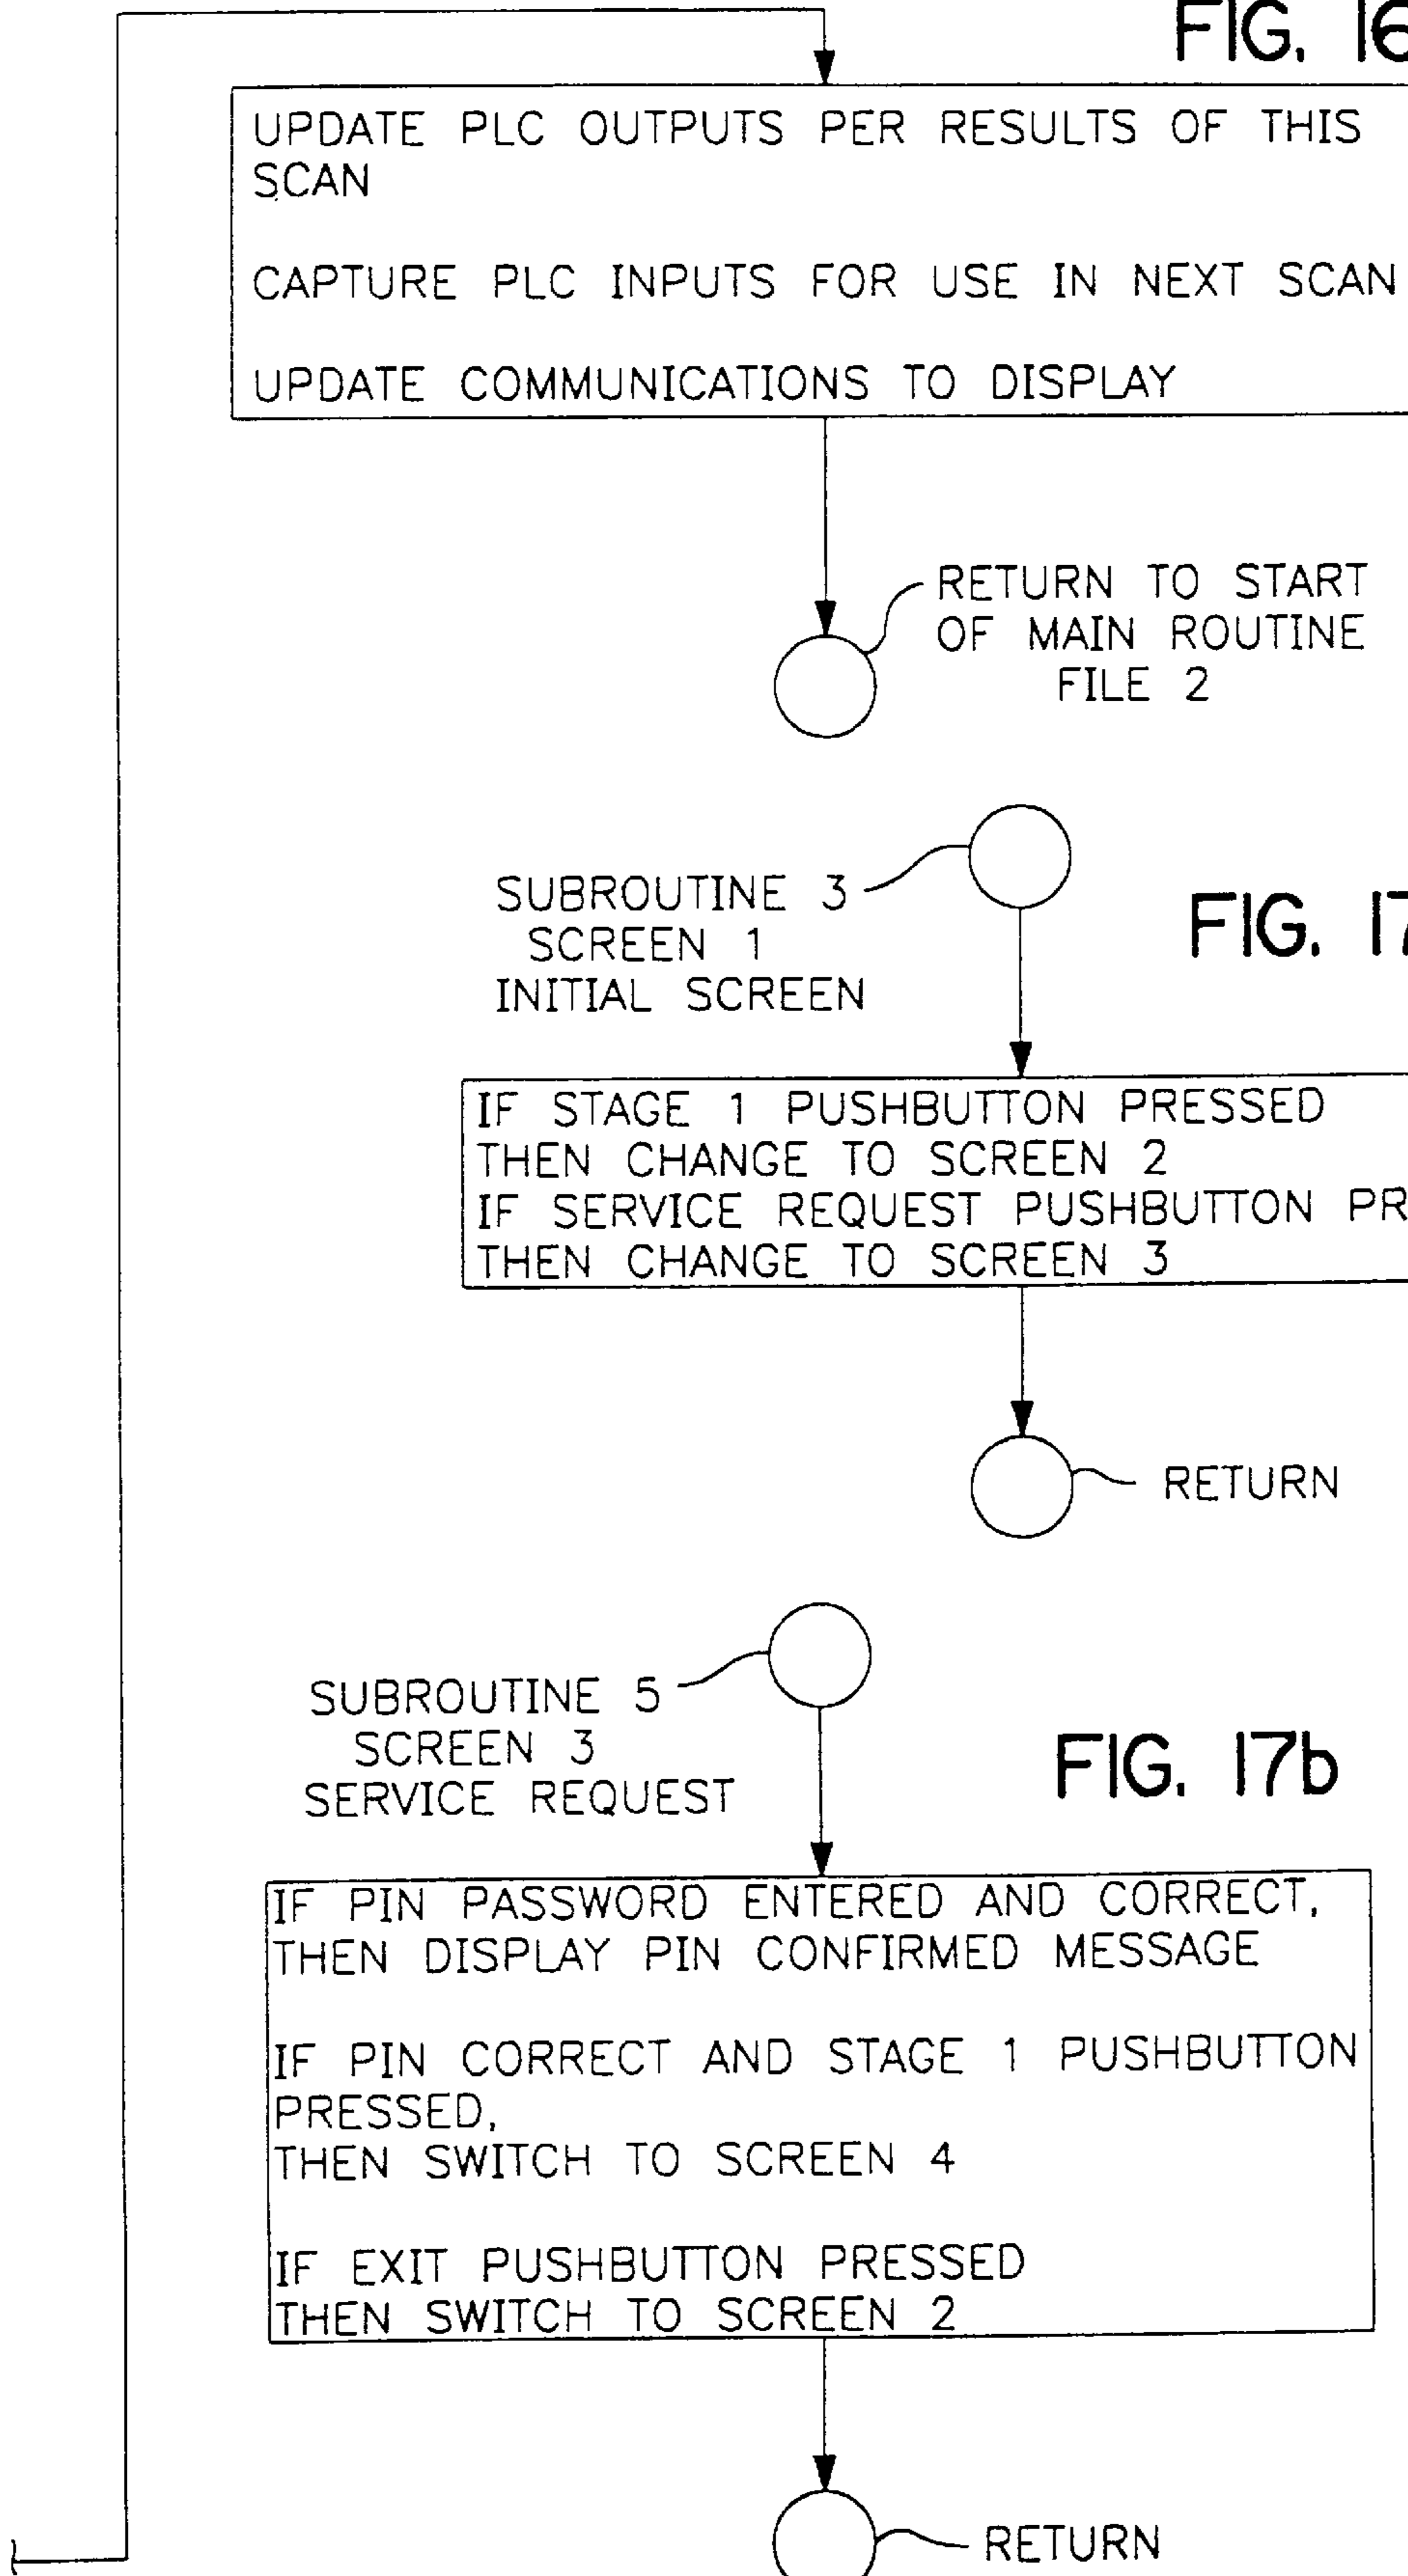 FIG. 16
UPDATE PLC OUTPUTS PER RESULTS OF THIS
SCAN
CAPTURE PLC INPUTS FOR USE IN NEXT SCAN
UPDATE COMMUNICATIONS TO DISPLAY
RETURN TO START
OF MAIN ROUTINE
FILE 2
SUBROUTINE 3
SCREEN 1
INITIAL SCREEN
FIG. 17
IF STAGE 1 PUSHBUTTON PRESSED
THEN CHANGE TO SCREEN 2
IF SERVICE REQUEST PUSHBUTTON PR
THEN CHANGE TO SCREEN 3
RETURN
SUBROUTINE 5
SCREEN 3
SERVICE REQUEST
FIG. 17b
IF PIN PASSWORD ENTERED AND CORRECT,
THEN DISPLAY PIN CONFIRMED MESSAGE
IF PIN CORRECT AND STAGE 1 PUSHBUTTON
PRESSED,
THEN SWITCH TO SCREEN 4
IF EXIT PUSHBUTTON PRESSED
THEN SWITCH TO SCREEN 2
RETURN